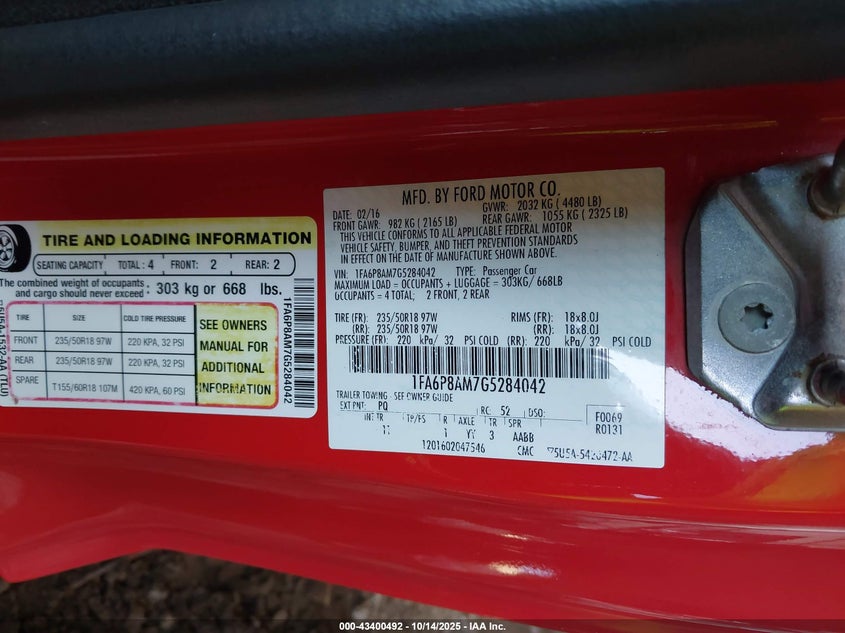 TIRE AND LOADING INFORMATION
SEATING CAPACITY TOTAL: 4 FRONT: 2 REAR: 2
The combined weight of occupants and cargo should never exceed: 303 kg or 668 lbs.
TIRE SIZE COLD TIRE PRESSURE
FRONT 235/50R18 97W 220 KPA, 32 PSI
REAR 235/50R18 97W 220 KPA, 32 PSI
SPARE T155/60R18 107M 420 KPA, 60 PSI
SEE OWNERS
MANUAL FOR
ADDITIONAL
INFORMATION
1FA6P8AM7G5284042
MFD. BY FORD MOTOR CO.
DATE: 02/16 GVWR: 2032 KG ( 4480 LB)
FRONT GAWR: 982 KG ( 2165 LB) REAR GAWR: 1055 KG ( 2325 LB)
THIS VEHICLE CONFORMS TO ALL APPLICABLE FEDERAL MOTOR
VEHICLE SAFETY, BUMPER, AND THEFT PREVENTION STANDARDS
IN EFFECT ON THE DATE OF MANUFACTURE SHOWN ABOVE.
VIN: 1FA6P8AM7G5284042 TYPE: Passenger Car
MAXIMUM LOAD = OCCUPANTS + LUGGAGE = 303KG/ 668LB
OCCUPANTS = 4 TOTAL; 2 FRONT, 2 REAR
TIRE (FR): 235/50R18 97W RIMS (FR): 18x8.0J
(RR): 235/50R18 97W (RR): 18x8.0J
PRESSURE (FR): 220 kPa/ 32 PSI COLD (RR): 220 kPa/ 32 PSI COLD
1FA6P8AM7G5284042
TRAILER TOWING - SEE OWNER GUIDE
EXT PNT: PQ RC: 52 DSO: F0069
INT TR TP/PS R AXLE TR SPR R0131
1 3 AABB
1201602047546 CMC
000-43400492 - 10/14/2025 - IAA Inc.